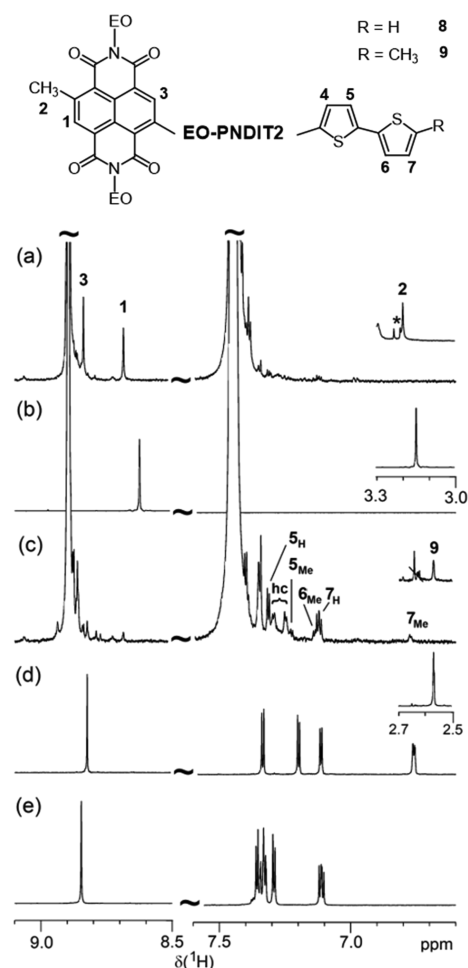 EO
R = H 8
R = CH₃ 9
O N O
CH₃ 3 4 5
2
1 EO-PNDIT2 S S R
6 7
O N O
EO
(a)
3
1
2
*
(b)
3.3 3.0
(c)
5H
5Me
hc
6Me
7H
9
7Me
(d)
2.7 2.5
(e)
9.0 8.5 7.5 7.0 ppm
δ(¹H)